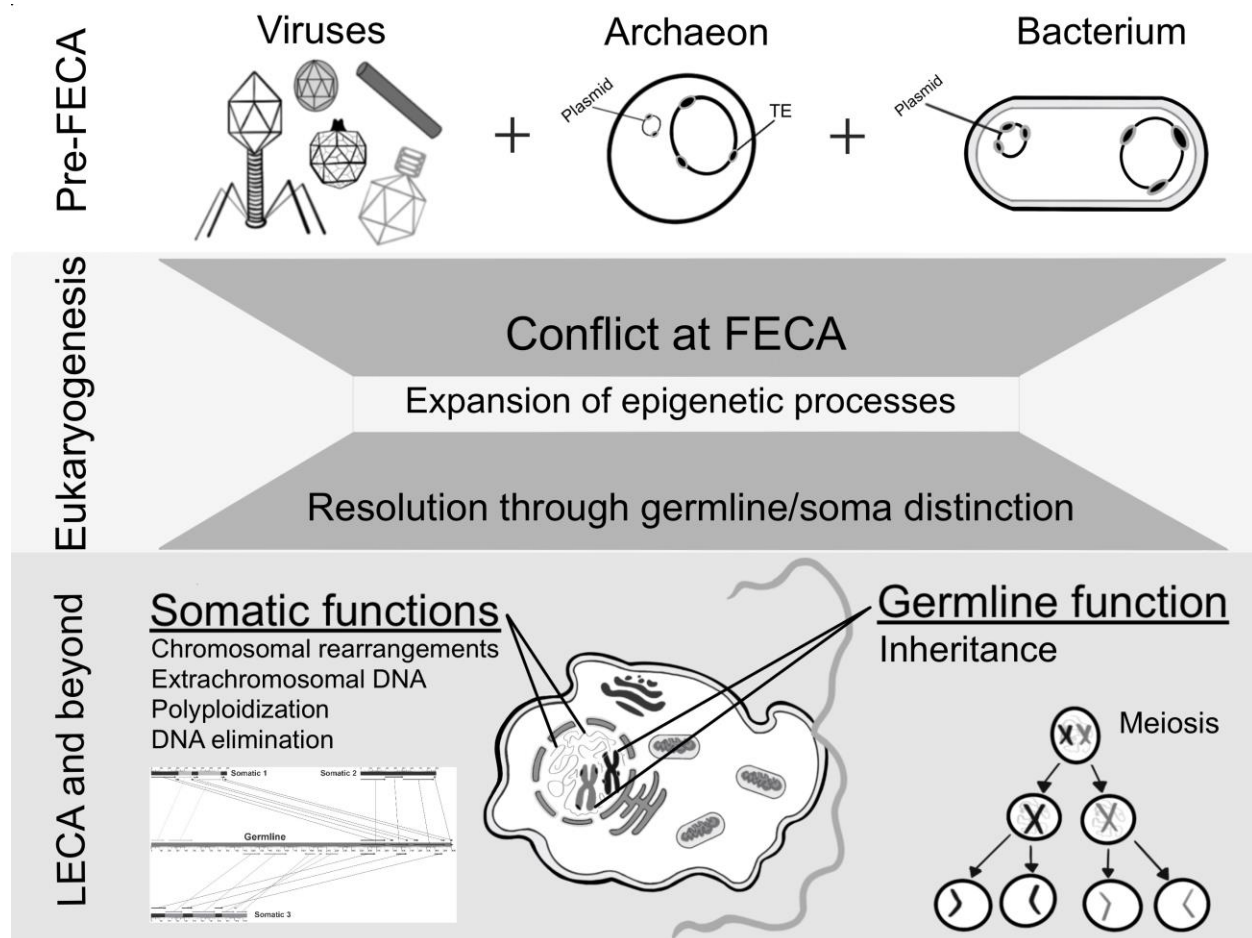 Pre-FECA
Viruses
Archaeon
Bacterium
Plasmid
TE
Plasmid
+
+
Eukaryogenesis
Conflict at FECA
Expansion of epigenetic processes
Resolution through germline/soma distinction
LECA and beyond
Somatic functions
Chromosomal rearrangements
Extrachromosomal DNA
Polyploidization
DNA elimination
Somatic 1
Somatic 2
Germline
Somatic 3
Germline function
Inheritance
Meiosis